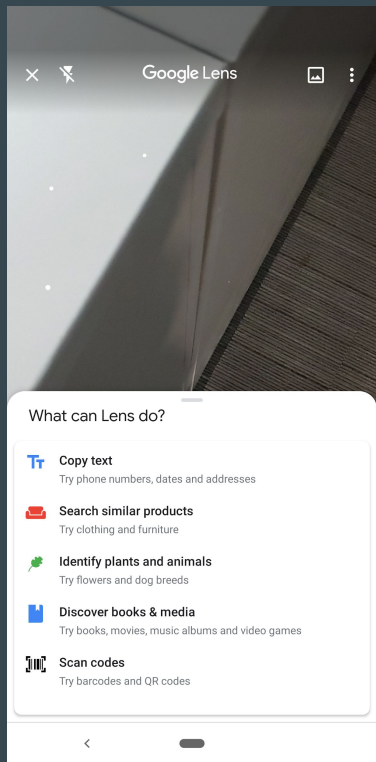 Google Lens
What can Lens do?
Copy text
Try phone numbers, dates and addresses
Search similar products
Try clothing and furniture
Identify plants and animals
Try flowers and dog breeds
Discover books & media
Try books, movies, music albums and video games
Scan codes
Try barcodes and QR codes